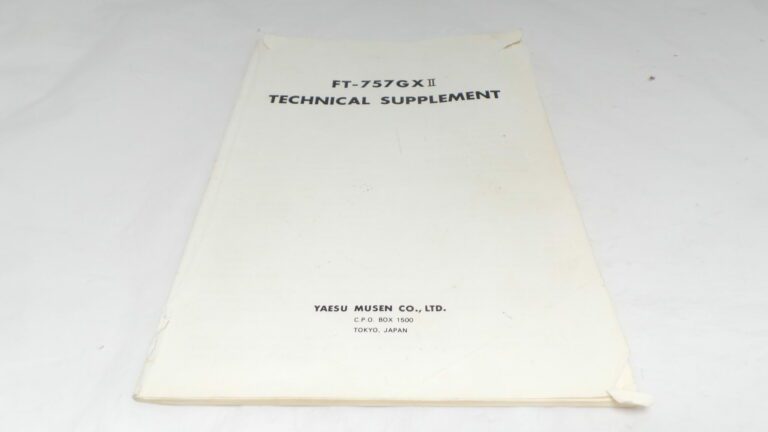 FT-757GXⅡ
TECHNICAL SUPPLEMENT
YAESU MUSEN CO., LTD.
C.P.O. BOX 1500
TOKYO, JAPAN